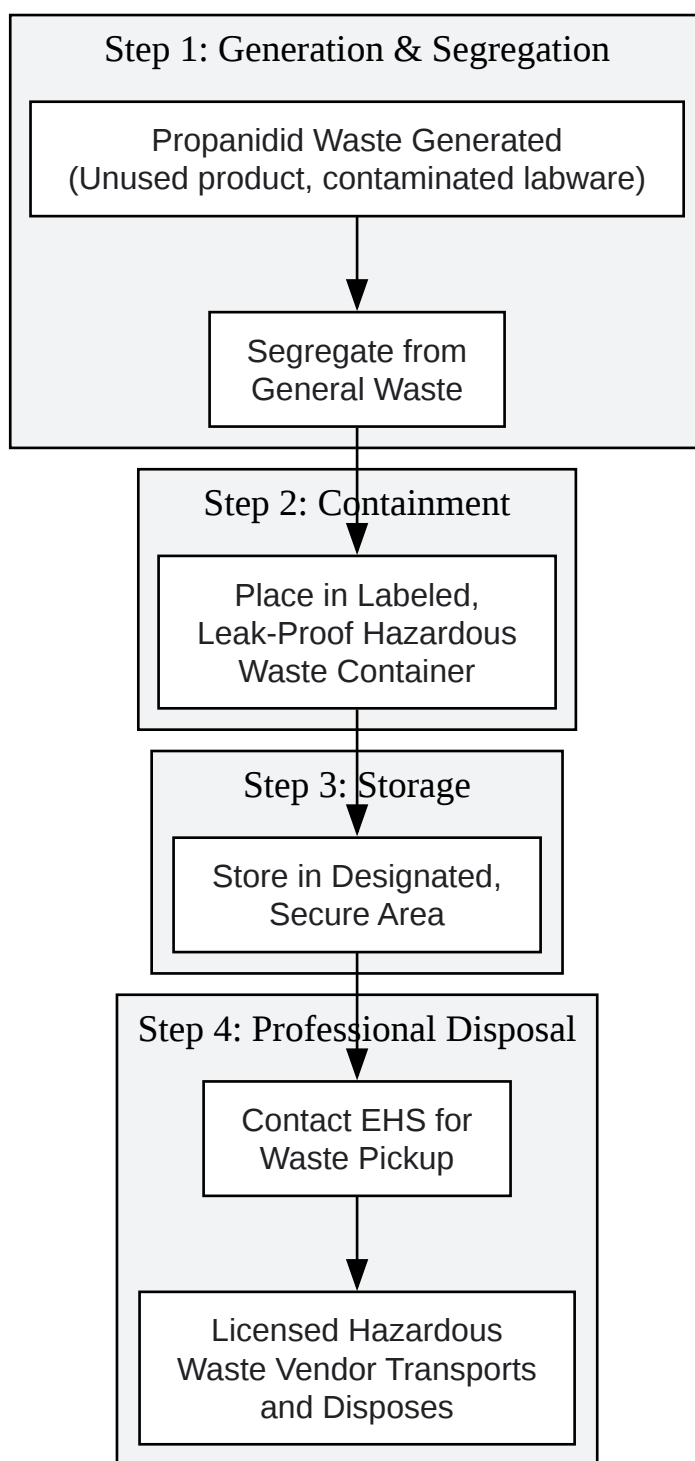 Step 1: Generation & Segregation
Propanidid Waste Generated
(Unused product, contaminated labware)
Segregate from
General Waste
Step 2: Containment
Place in Labeled,
Leak-Proof Hazardous
Waste Container
Step 3: Storage
Store in Designated,
Secure Area
Step 4: Professional Disposal
Contact EHS for
Waste Pickup
Licensed Hazardous
Waste Vendor Transports
and Disposes